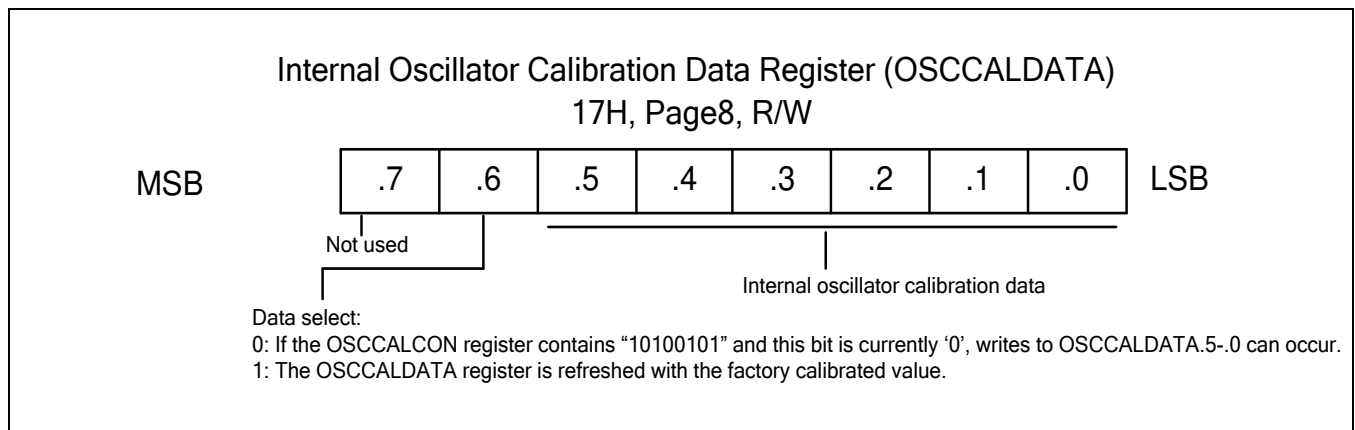 Internal Oscillator Calibration Data Register (OSCCALDATA)
17H, Page8, R/W
MSB .7 .6 .5 .4 .3 .2 .1 .0 LSB
Not used
Internal oscillator calibration data
Data select:
0: If the OSCCALCON register contains “10100101” and this bit is currently ‘0’, writes to OSCCALDATA.5-.0 can occur.
1: The OSCCALDATA register is refreshed with the factory calibrated value.